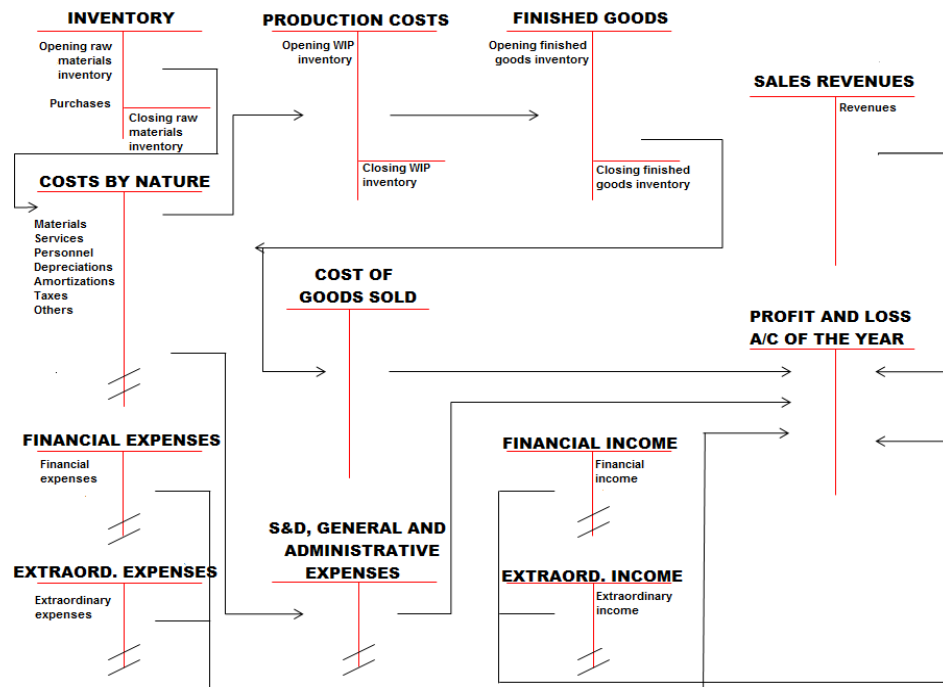 INVENTORY
Opening raw
materials
inventory
Purchases
Closing raw
materials
inventory
PRODUCTION COSTS
Opening WIP
inventory
Closing WIP
inventory
FINISHED GOODS
Opening finished
goods inventory
Closing finished
goods inventory
SALES REVENUES
Revenues
COSTS BY NATURE
Materials
Services
Personnel
Depreciations
Amortizations
Taxes
Others
COST OF
GOODS SOLD
PROFIT AND LOSS
A/C OF THE YEAR
FINANCIAL EXPENSES
Financial
expenses
FINANCIAL INCOME
Financial
income
S&D, GENERAL AND
ADMINISTRATIVE
EXPENSES
EXTRAORD. EXPENSES
Extraordinary
expenses
EXTRAORD. INCOME
Extraordinary
income